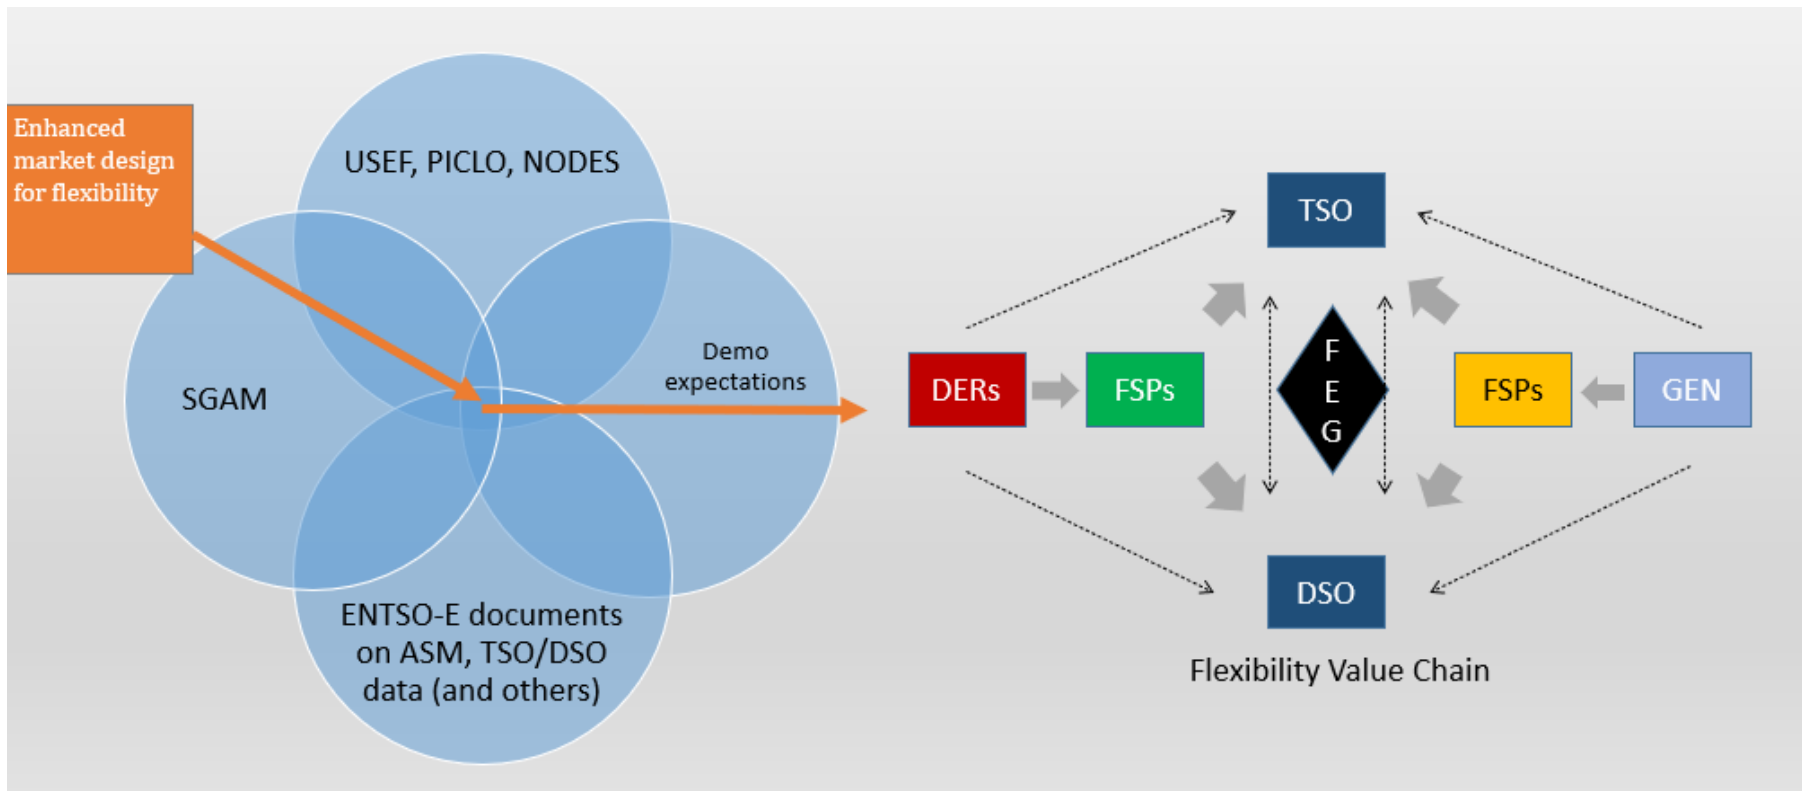 Enhanced
market design
for flexibility
USEF, PICLO, NODES
SGAM
Demo
expectations
ENTSO-E documents
on ASM, TSO/DSO
data (and others)
TSO
DERs
FSPs
F
E
G
FSPs
GEN
DSO
Flexibility Value Chain